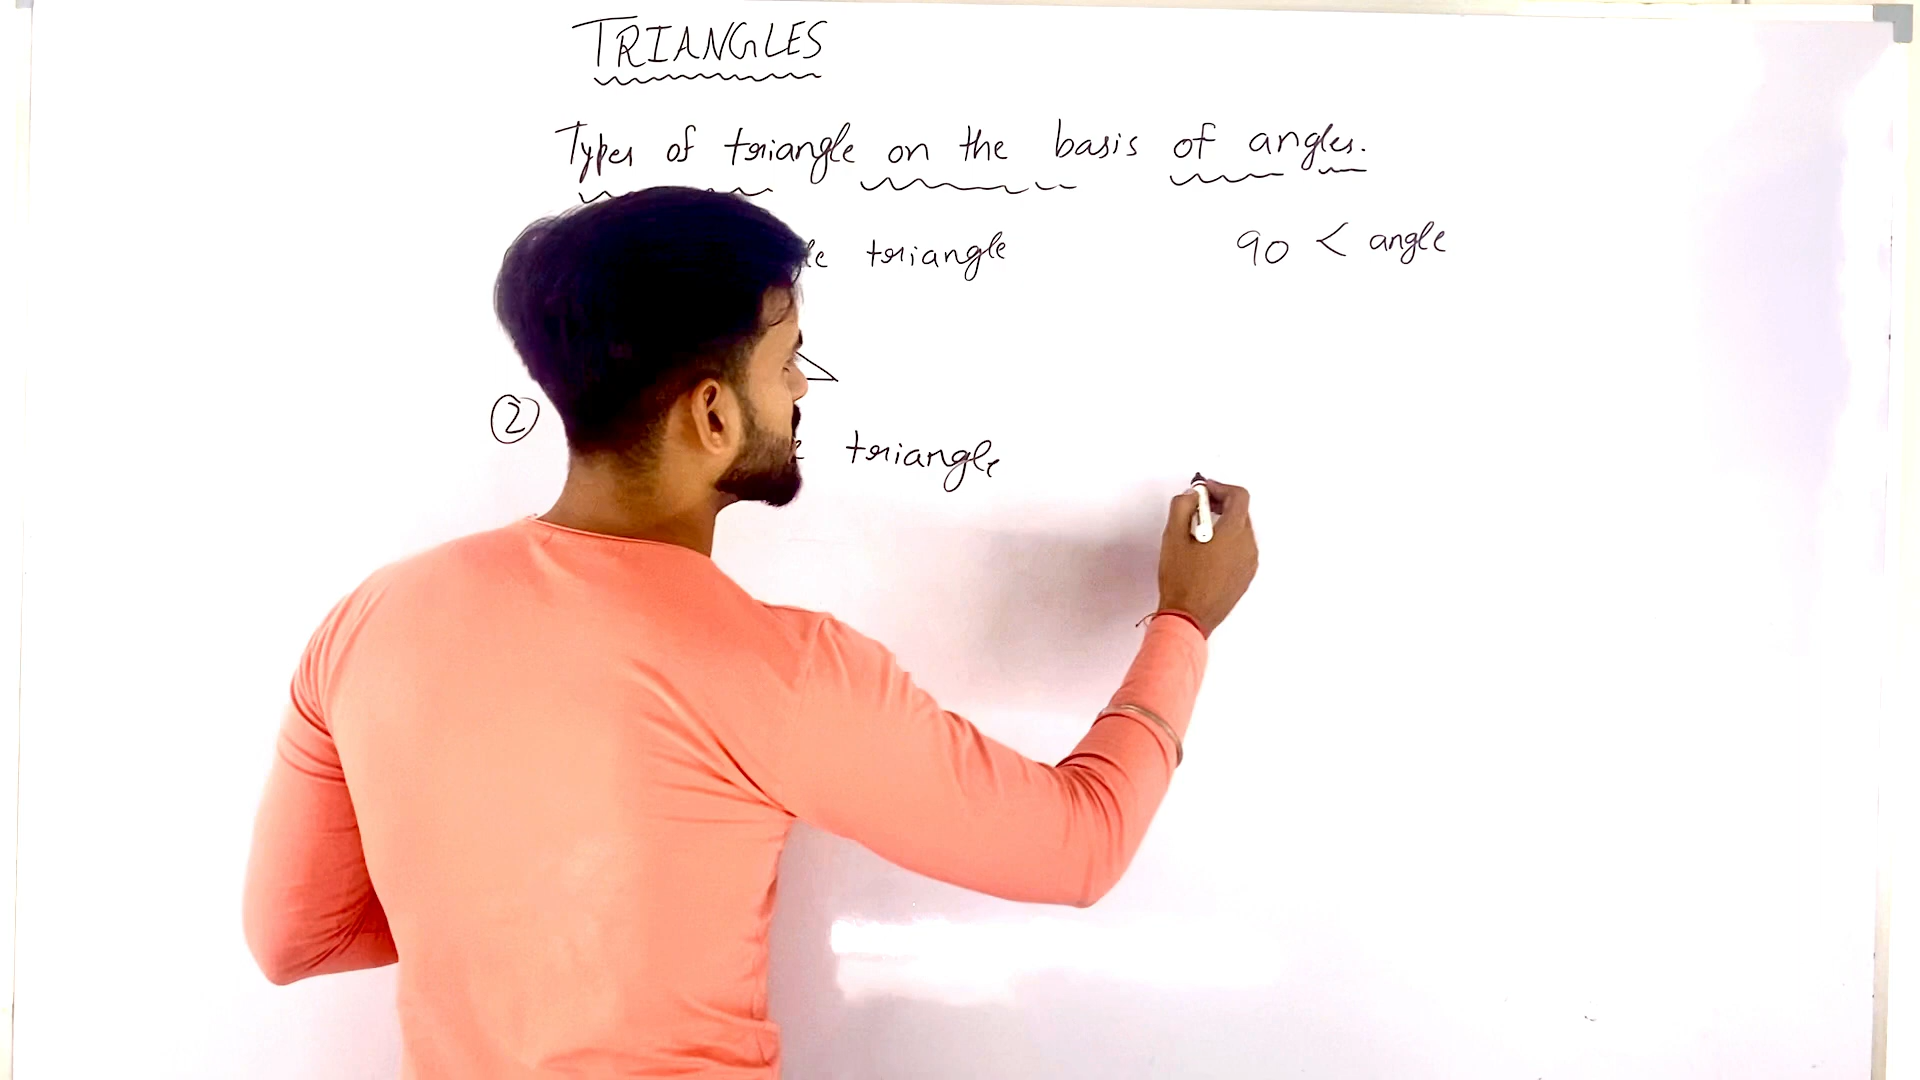 TRIANGLES
Types of triangle on the basis of angles.
triangle 90 < angle
② triangle